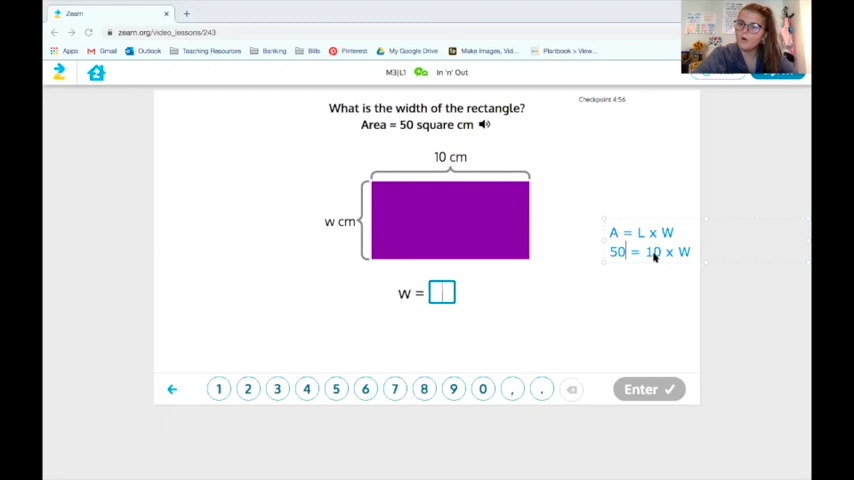 Zearn
zearn.org/video_lessons/243
Apps
Gmail
Outlook
Teaching Resources
Banking
Bills
Pinterest
My Google Drive
Make Images, Vid...
Planbook > View...
M3|L1
In 'n' Out
What is the width of the rectangle?
Area = 50 square cm
Checkpoint 4:56
10 cm
w cm
A = L x W
50 = 10 x W
w =
1 2 3 4 5 6 7 8 9 0 , .
Enter